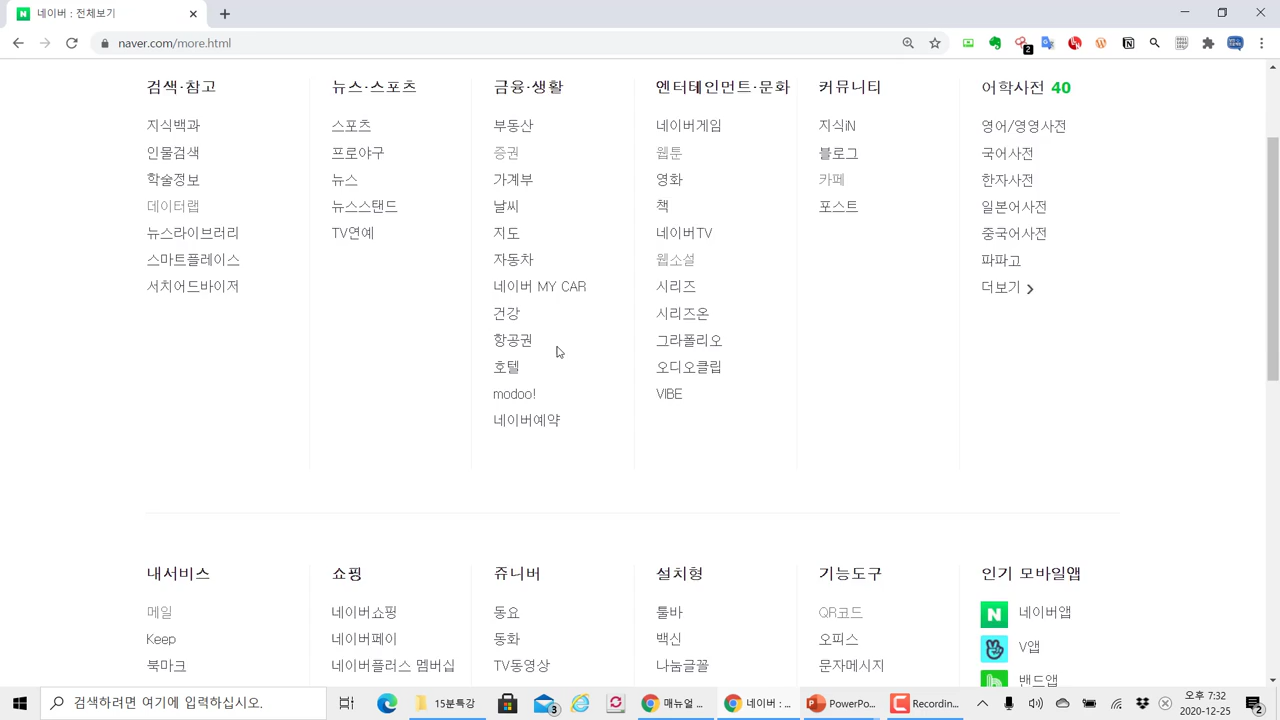 네이버 : 전체보기
naver.com/more.html
2
검색·참고
지식백과
인물검색
학술정보
데이터랩
뉴스라이브러리
스마트플레이스
서치어드바이저
뉴스·스포츠
스포츠
프로야구
뉴스
뉴스스탠드
TV연예
금융·생활
부동산
증권
가계부
날씨
지도
자동차
네이버 MY CAR
건강
항공권
호텔
modoo!
네이버예약
엔터테인먼트·문화
네이버게임
웹툰
영화
책
네이버TV
웹소설
시리즈
시리즈온
그라폴리오
오디오클립
VIBE
커뮤니티
지식iN
블로그
카페
포스트
어학사전 40
영어/영영사전
국어사전
한자사전
일본어사전
중국어사전
파파고
더보기
내서비스
메일
Keep
북마크
쇼핑
네이버쇼핑
네이버페이
네이버플러스 멤버십
쥬니버
동요
동화
TV동영상
설치형
툴바
백신
나눔글꼴
기능도구
QR코드
오피스
문자메시지
인기 모바일앱
네이버앱
V앱
밴드앱
검색하려면 여기에 입력하십시오.
15분특강
3
매뉴얼 ...
네이버 : ...
PowerPo...
Recordin...
오후 7:32
2020-12-25
2